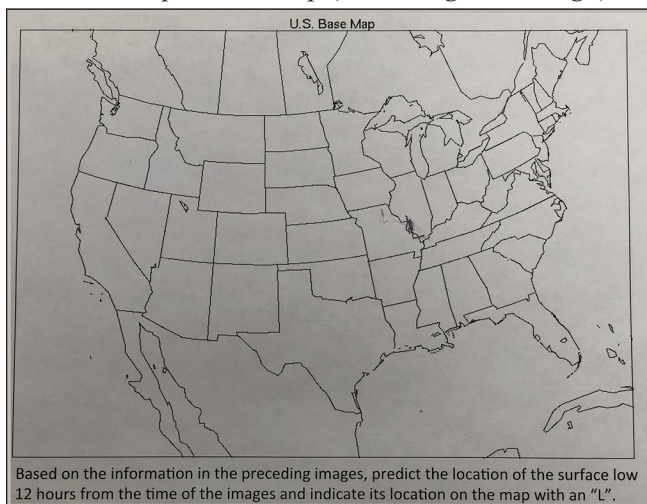 U.S. Base Map
Based on the information in the preceding images, predict the location of the surface low
12 hours from the time of the images and indicate its location on the map with an “L”.